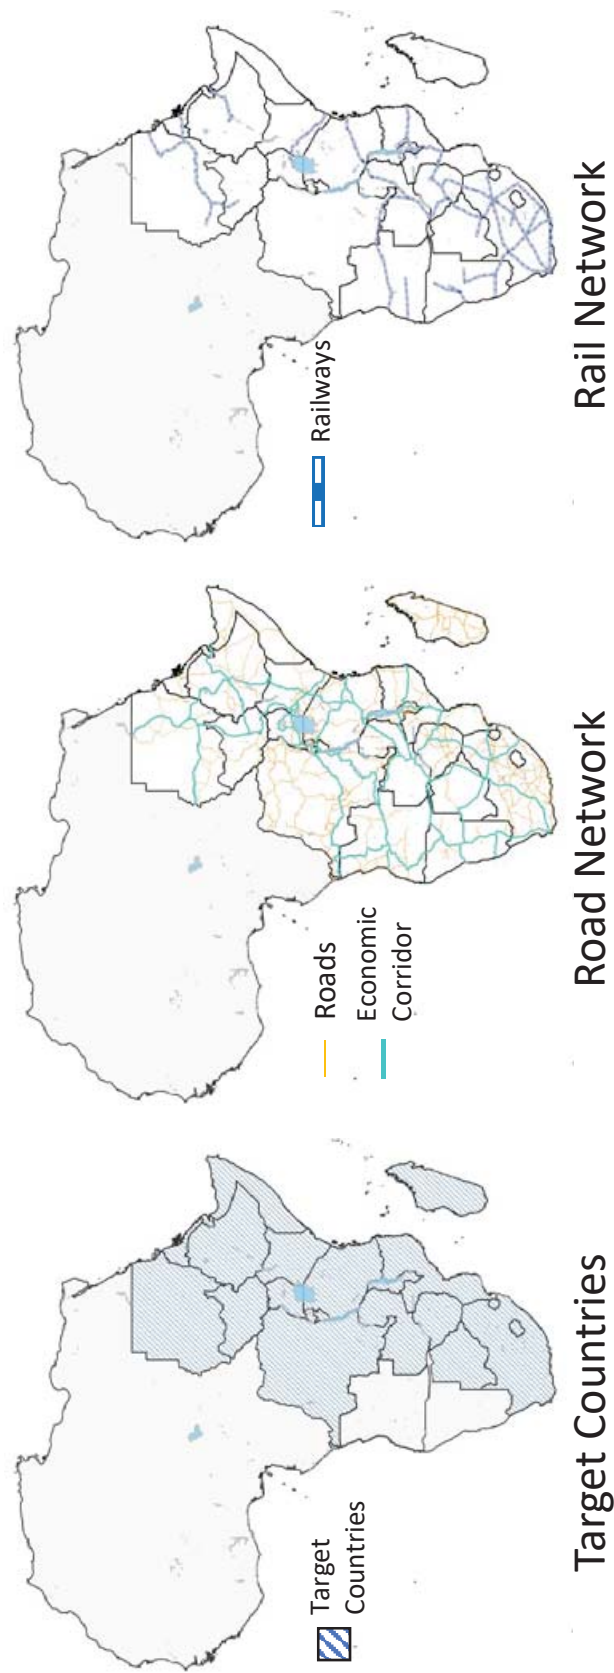 Target
Countries
Target Countries
Roads
Economic
Corridor
Road Network
Railways
Rail Network